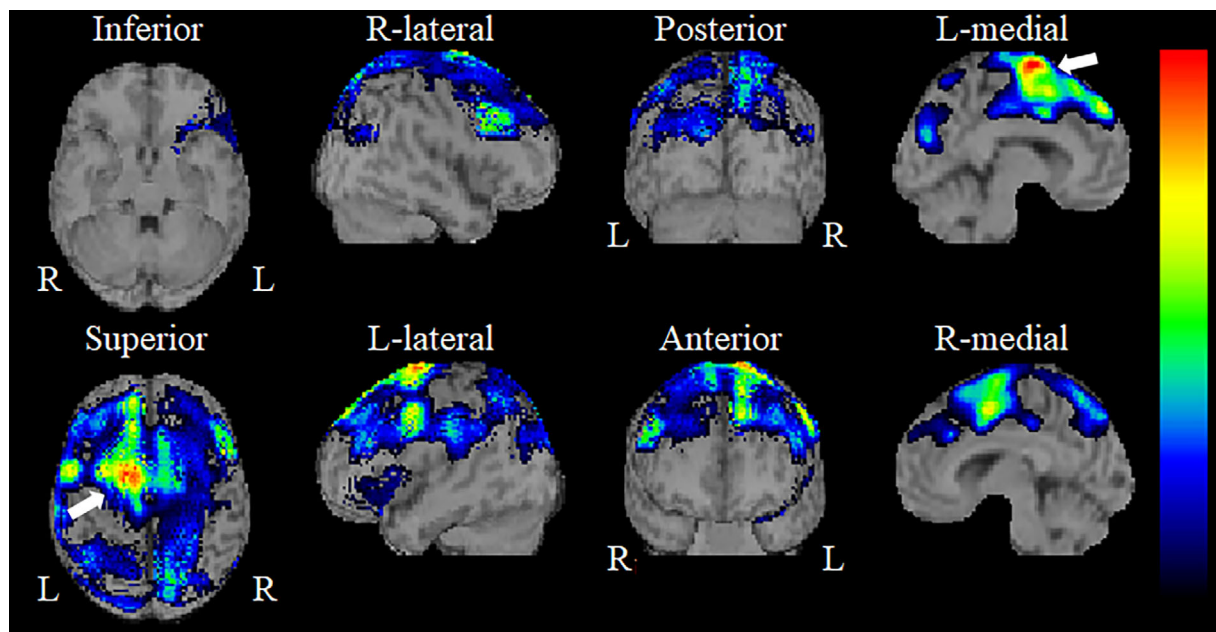 Inferior R-lateral Posterior L-medial
R L L R
Superior L-lateral Anterior R-medial
L R R L